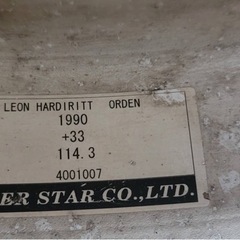 LEON HARDIRITT ORDEN
1990
+33
114.3
4001007
ER STAR CO.,LTD.